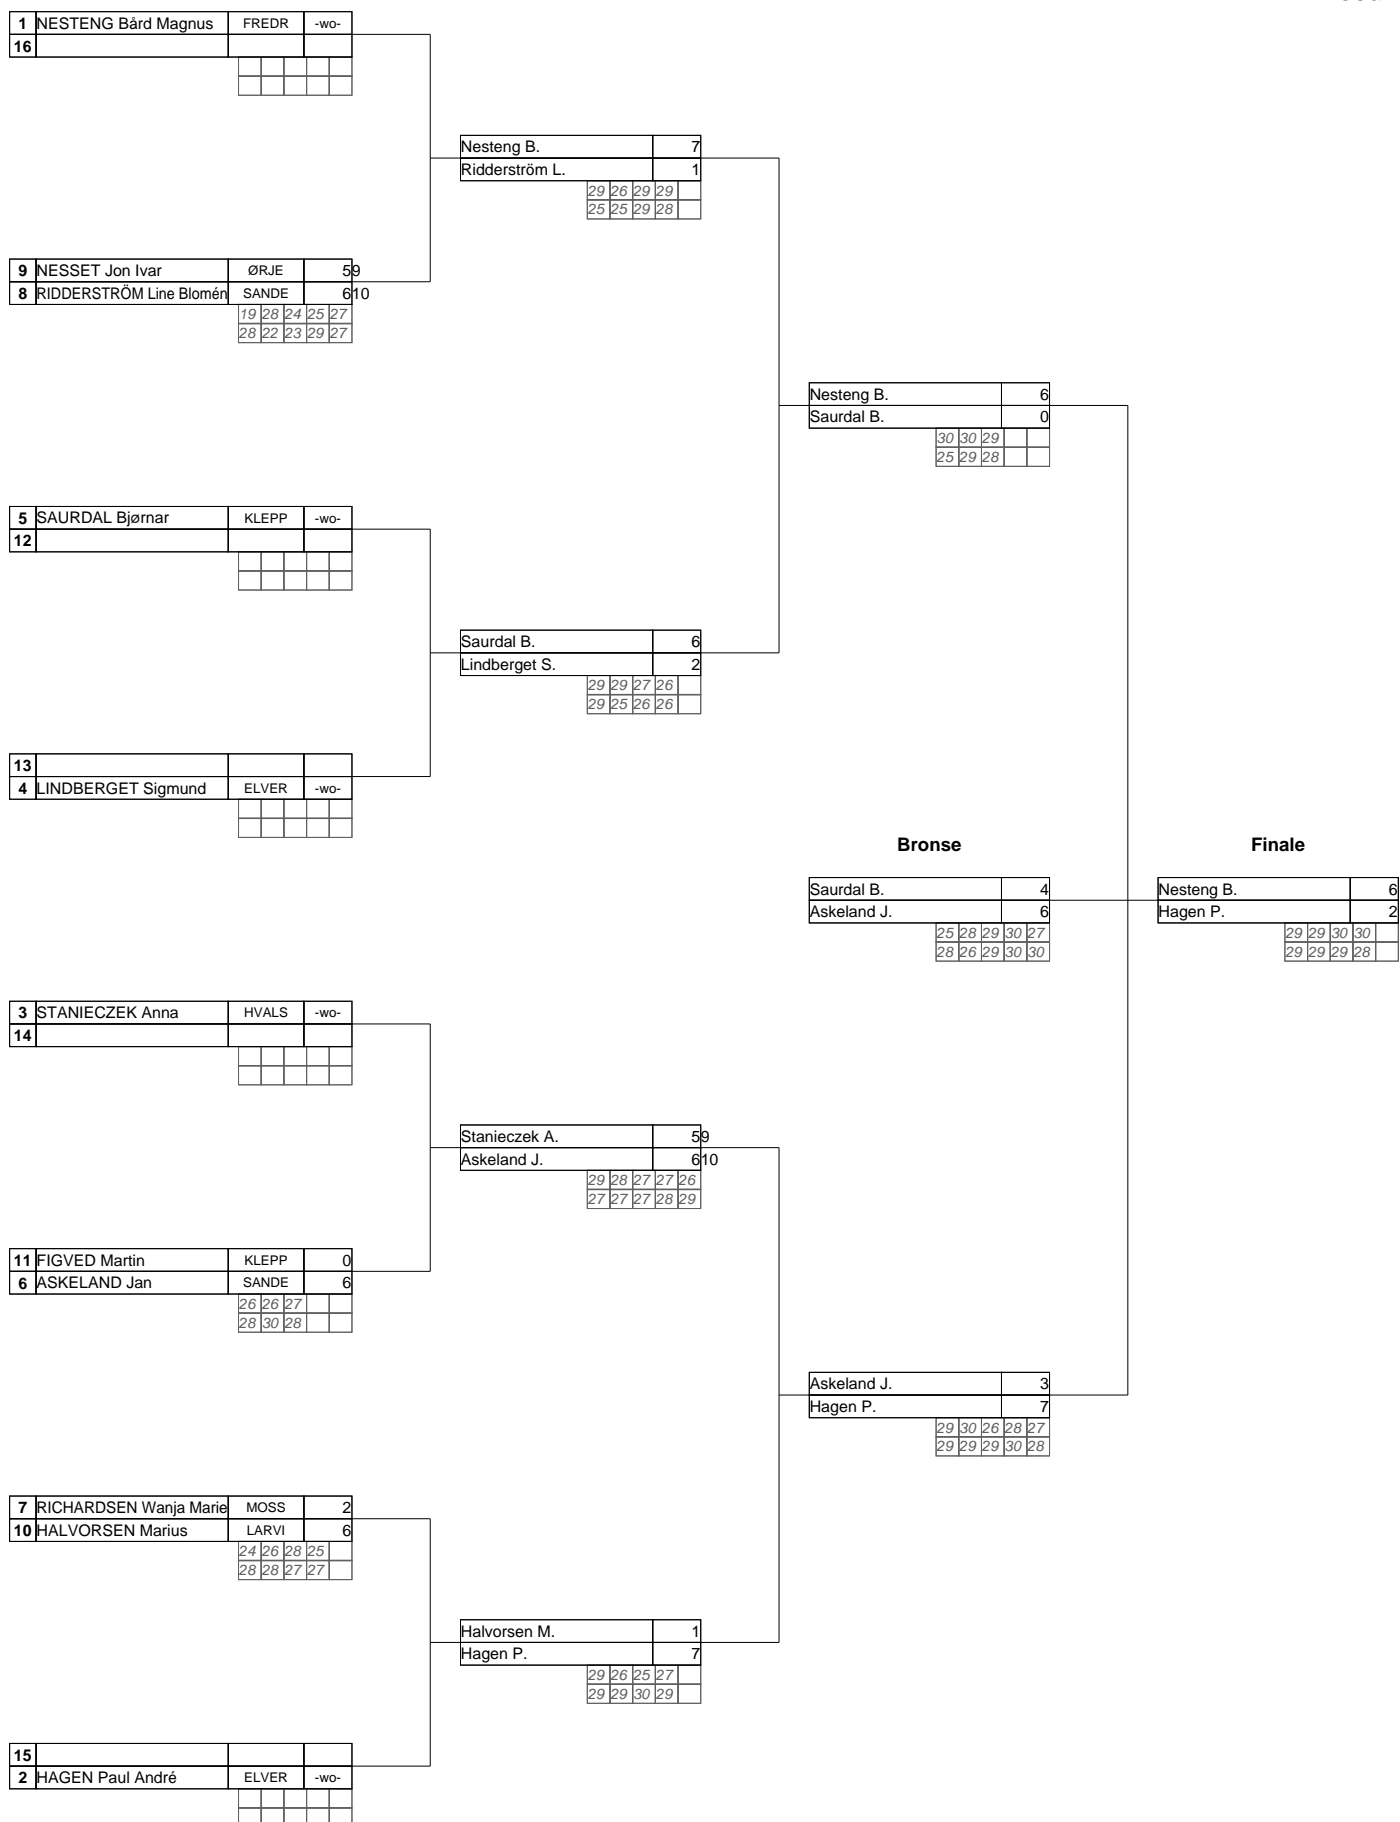 1 NESTENG Bård Magnus FREDR -wo-
16
Nesteng B. 7
Ridderström L. 1
29 26 29 29
25 25 29 28
9 NESSET Jon Ivar ØRJE 5 9
8 RIDDERSTRÖM Line Blomén SANDE 6 10
19 28 24 25 27
28 22 23 29 27
Nesteng B. 6
Saurdal B. 0
30 30 29
25 29 28
5 SAURDAL Bjørnar KLEPP -wo-
12
Saurdal B. 6
Lindberget S. 2
29 29 27 26
29 25 26 26
13
4 LINDBERGET Sigmund ELVER -wo-
Bronse Finale
Saurdal B. 4 Nesteng B. 6
Askeland J. 6 Hagen P. 2
25 28 29 30 27 29 29 30 30
28 26 29 30 30 29 29 29 28
3 STANIECZEK Anna HVALS -wo-
14
Stanieczek A. 5 9
Askeland J. 6 10
29 28 27 27 26
27 27 27 28 29
11 FIGVED Martin KLEPP 0
6 ASKELAND Jan SANDE 6
26 26 27
28 30 28
Askeland J. 3
Hagen P. 7
29 30 26 28 27
29 29 29 30 28
7 RICHARDSEN Wanja Marie MOSS 2
10 HALVORSEN Marius LARVI 6
24 26 28 25
28 28 27 27
Halvorsen M. 1
Hagen P. 7
29 26 25 27
29 29 30 29
15
2 HAGEN Paul André ELVER -wo-